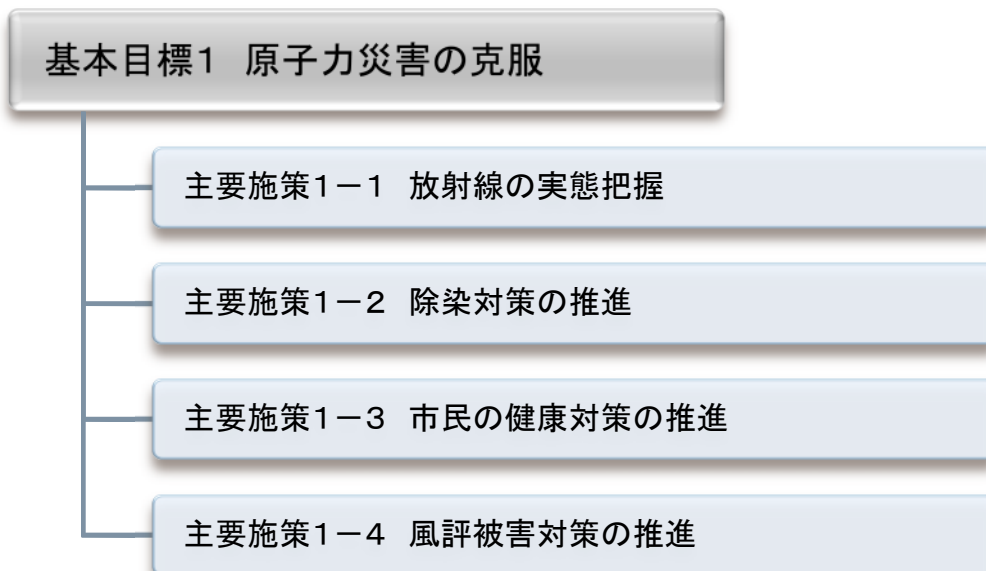 基本目標1 原子力災害の克服
主要施策1－1 放射線の実態把握
主要施策1－2 除染対策の推進
主要施策1－3 市民の健康対策の推進
主要施策1－4 風評被害対策の推進